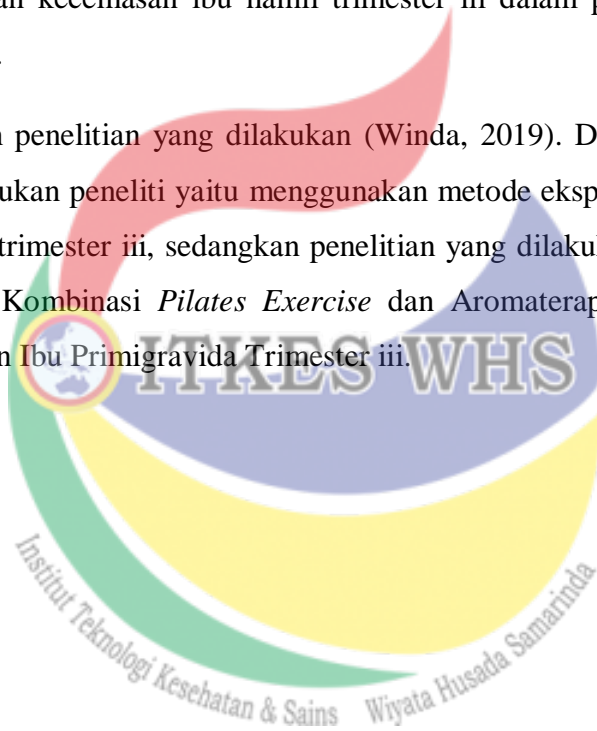 kecemasan ibu hamil trimester iii dalam
penelitian yang dilakukan (Winda, 2019).
ukan peneliti yaitu menggunakan metode eksp
trimester iii, sedangkan penelitian yang dilaku
Kombinasi Pilates Exercise dan Aromaterap
n Ibu Primigravida Trimester iii.
ITKES WHS
Institut Teknologi Kesehatan & Sains Wiyata Husada Samarinda